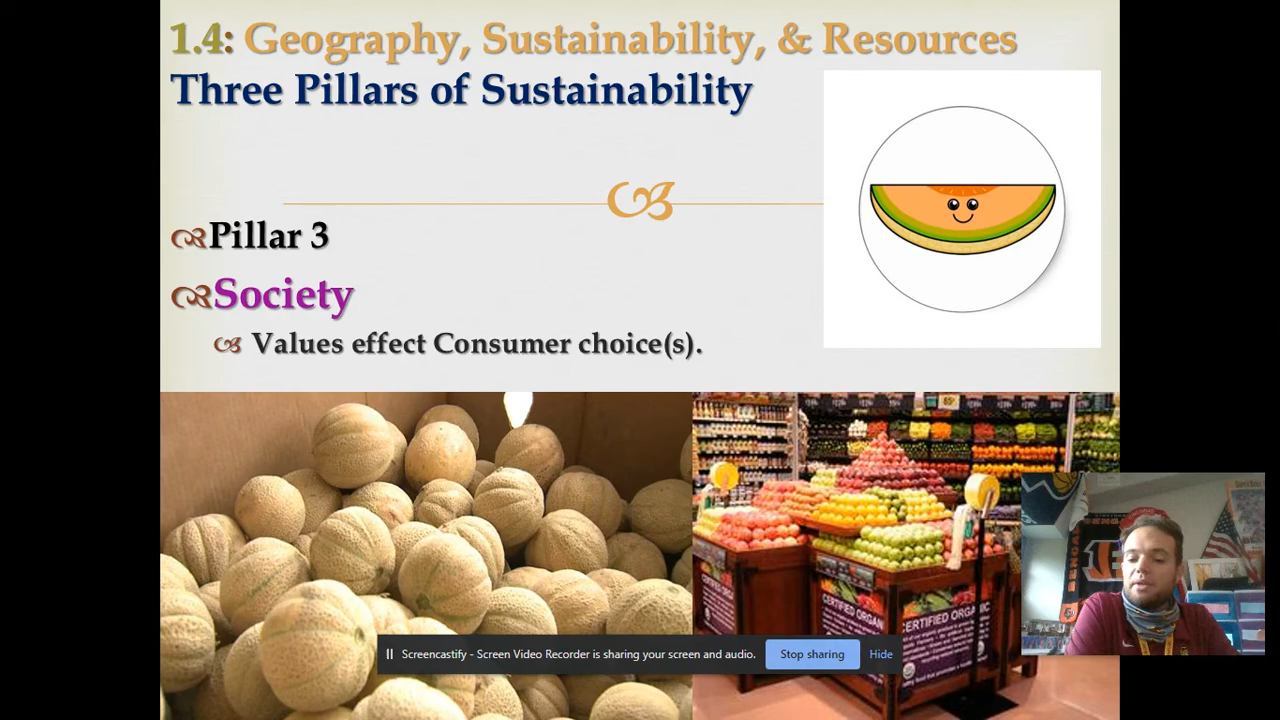 1.4: Geography, Sustainability, & Resources
Three Pillars of Sustainability
Pillar 3
Society
Values effect Consumer choice(s).
CERTIFIED ORGANIC
BENGALS
Screencastify - Screen Video Recorder is sharing your screen and audio.
Stop sharing
Hide